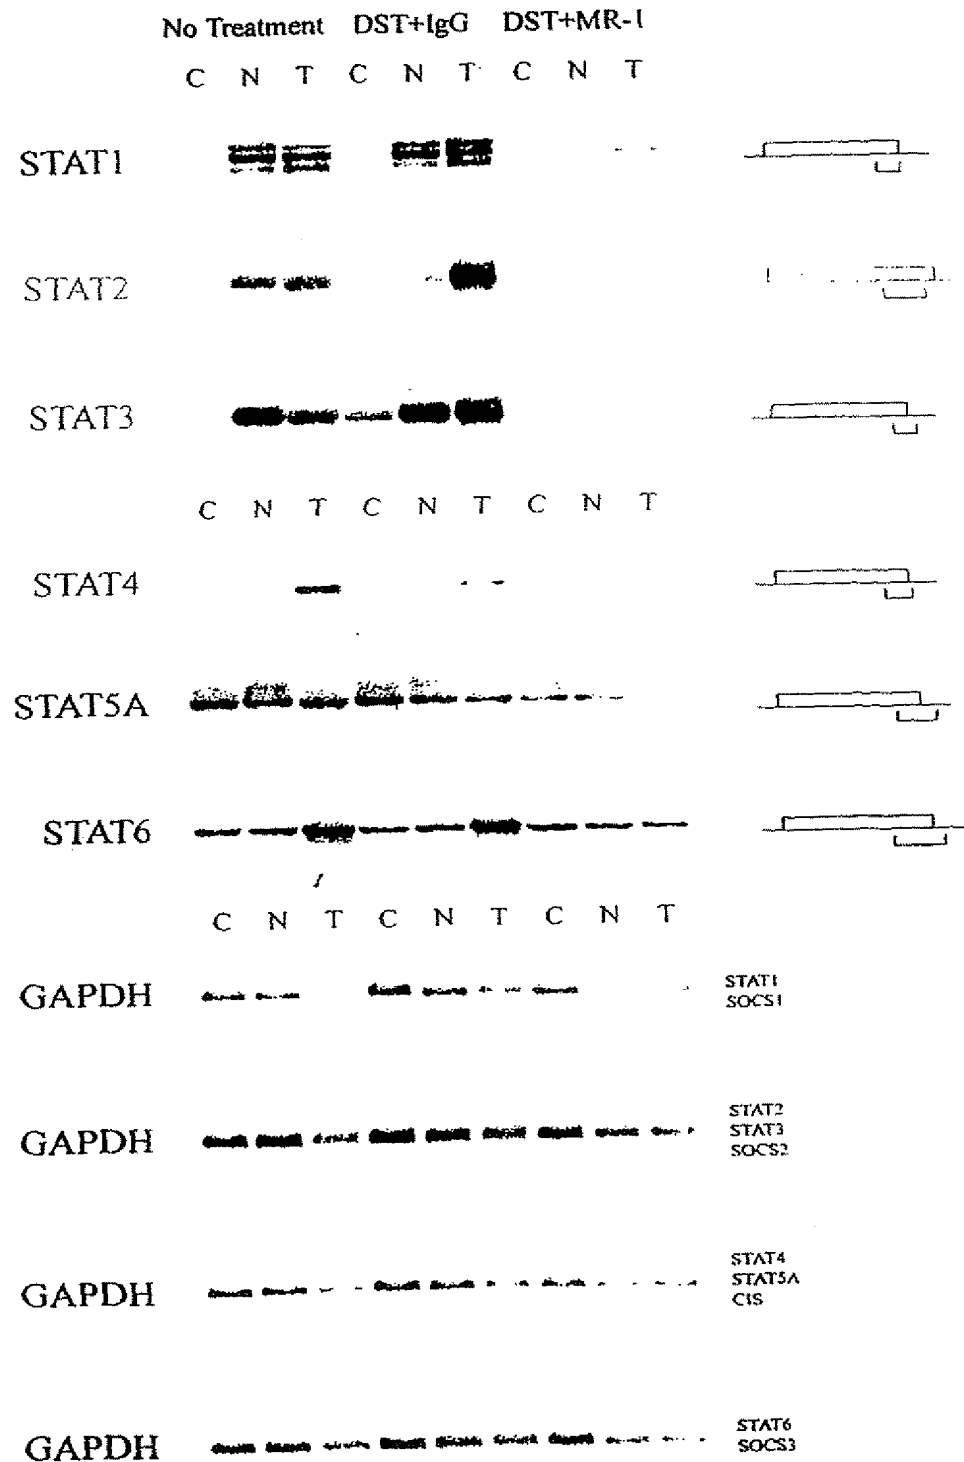 No Treatment DST+IgG DST+MR-1
C N T C N T C N T
STAT1
STAT2
STAT3
C N T C N T C N T
STAT4
STAT5A
STAT6
C N T C N T C N T
GAPDH
STAT1
SOCS1
GAPDH
STAT2
STAT3
SOCS2
GAPDH
STAT4
STAT5A
CIS
GAPDH
STAT6
SOCS3